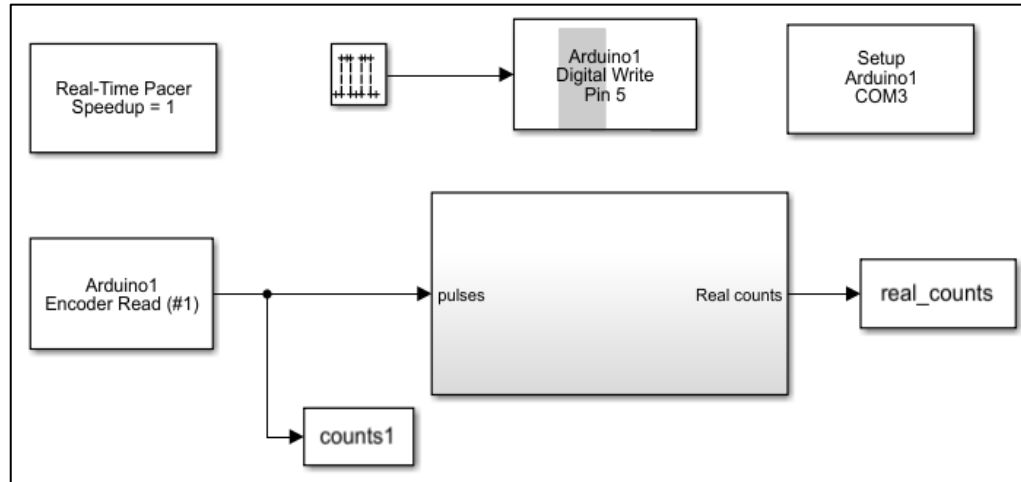 Real-Time Pacer
Speedup = 1
Arduino1
Digital Write
Pin 5
Setup
Arduino1
COM3
Arduino1
Encoder Read (#1)
pulses
Real counts
real_counts
counts1